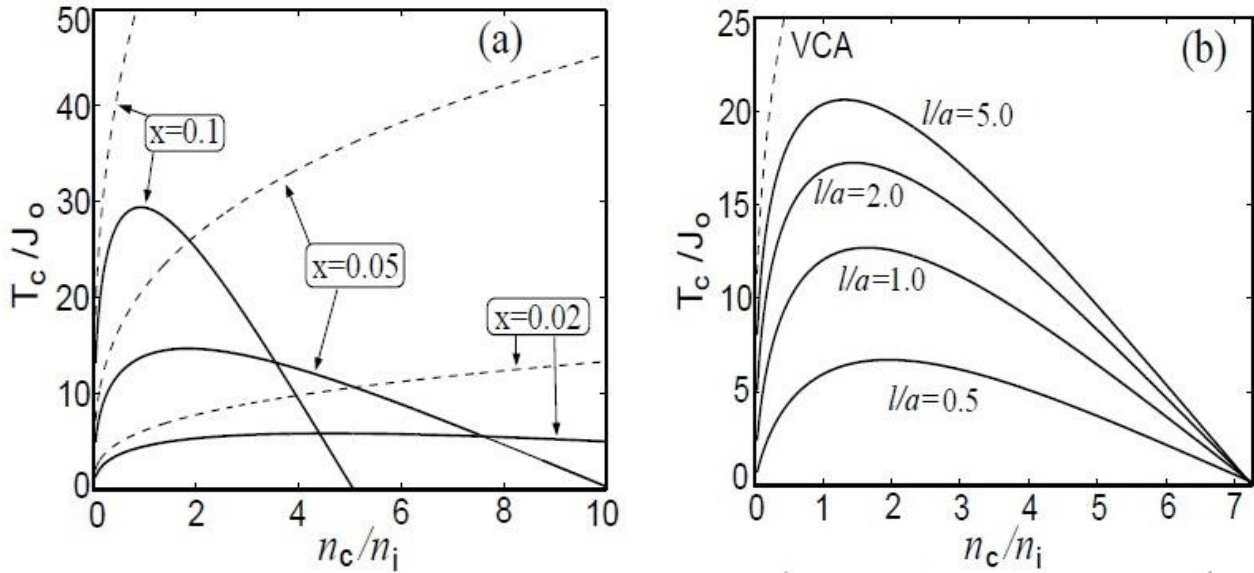 (a)
50
40
30
20
10
0
T_c/J_o
x=0.1
x=0.05
x=0.02
0 2 4 6 8 10
n_c/n_i
(b)
25
20
15
10
5
0
T_c/J_o
VCA
l/a=5.0
l/a=2.0
l/a=1.0
l/a=0.5
0 1 2 3 4 5 6 7
n_c/n_i